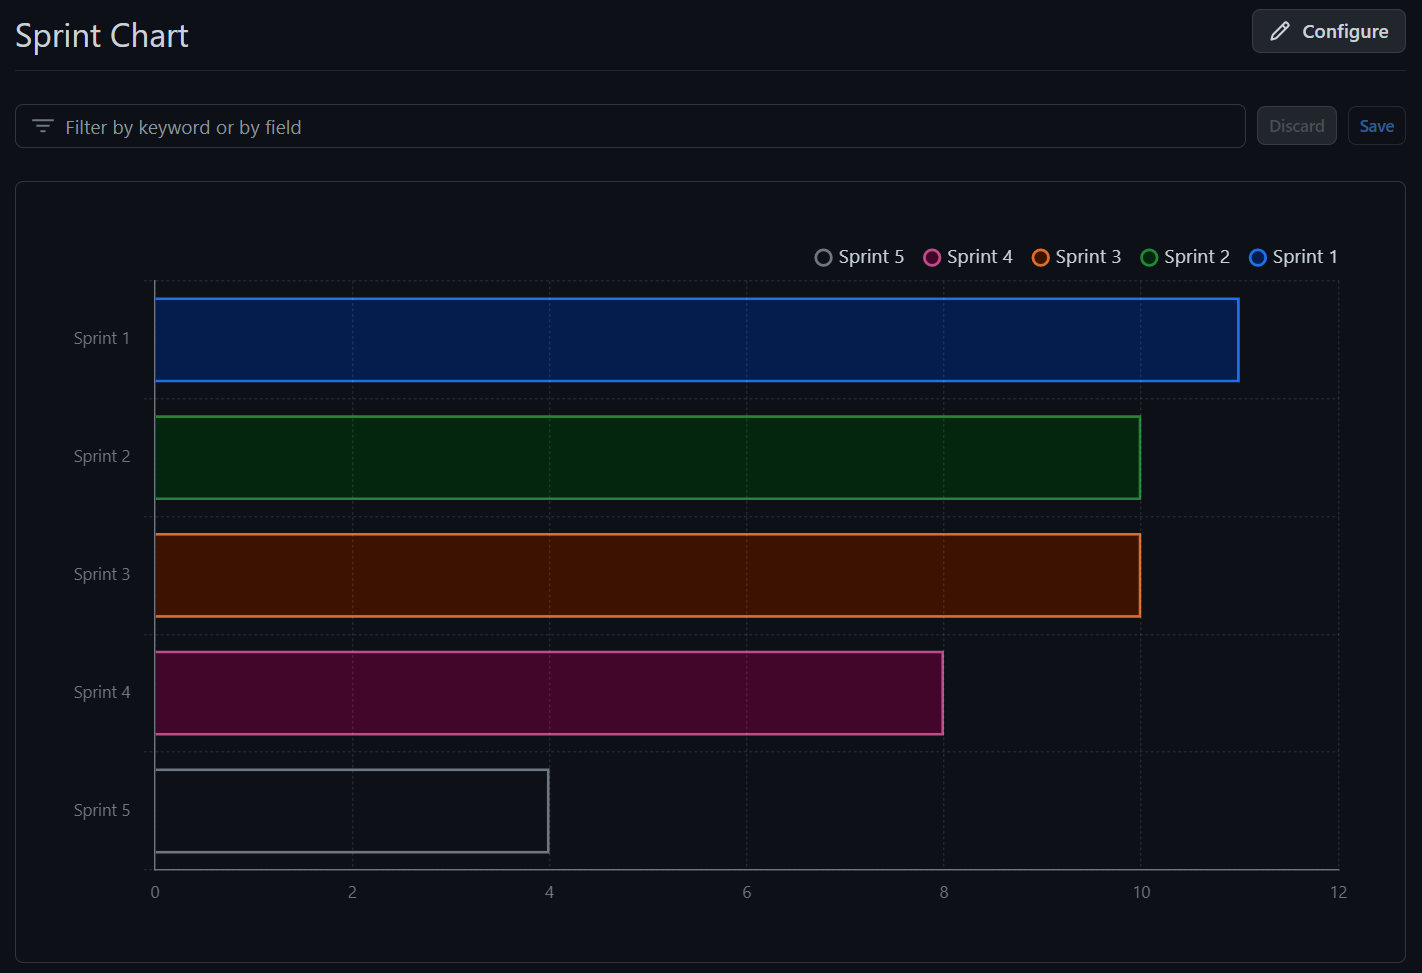 Sprint Chart
Configure
Filter by keyword or by field
Discard
Save
Sprint 5
Sprint 4
Sprint 3
Sprint 2
Sprint 1
Sprint 1
Sprint 2
Sprint 3
Sprint 4
Sprint 5
0 2 4 6 8 10 12